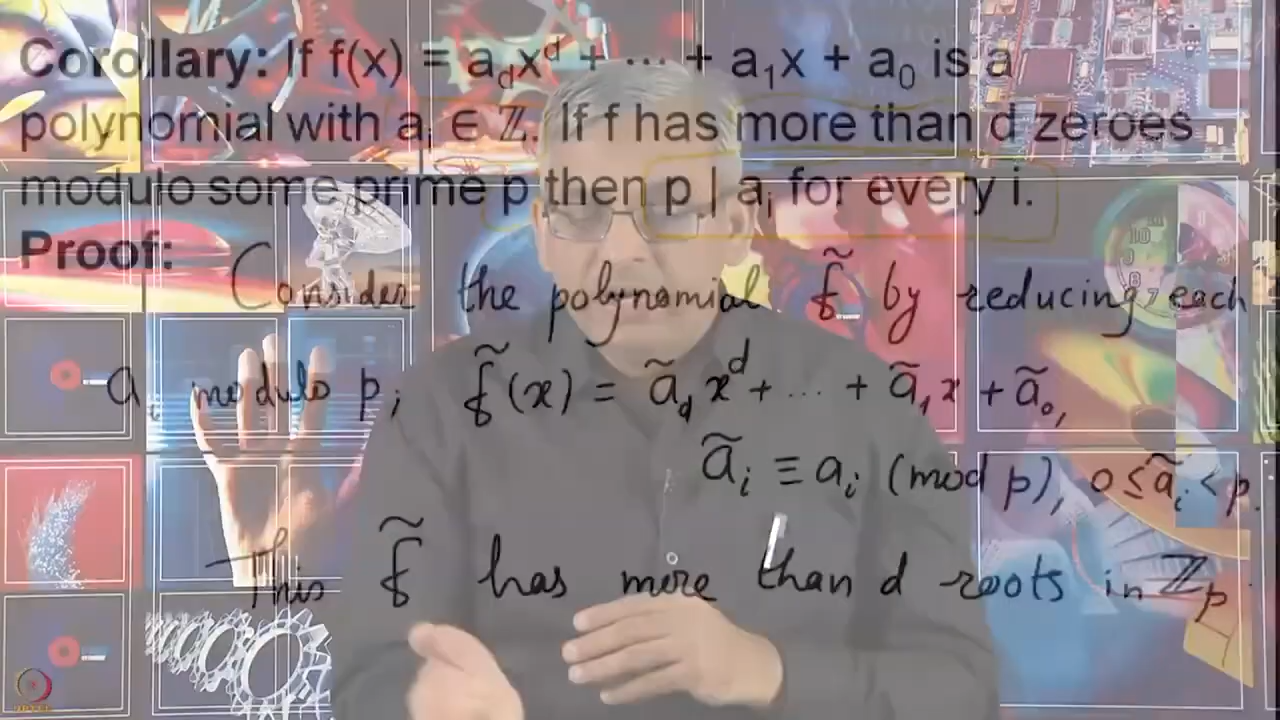 Corollary: If f(x) = a_d x^d + ... + a_1 x + a_0 is a
polynomial with a_i ∈ ℤ. If f has more than d zeroes
modulo some prime p then p | a_i for every i.
Proof: Consider the polynomial f̃ by reducing each
a_i modulo p; f̃(x) = ã_d x^d + ... + ã_1 x + ã_0,
ã_i ≡ a_i (mod p), 0 ≤ ã_i < p.
This f̃ has more than d roots in ℤ_p.